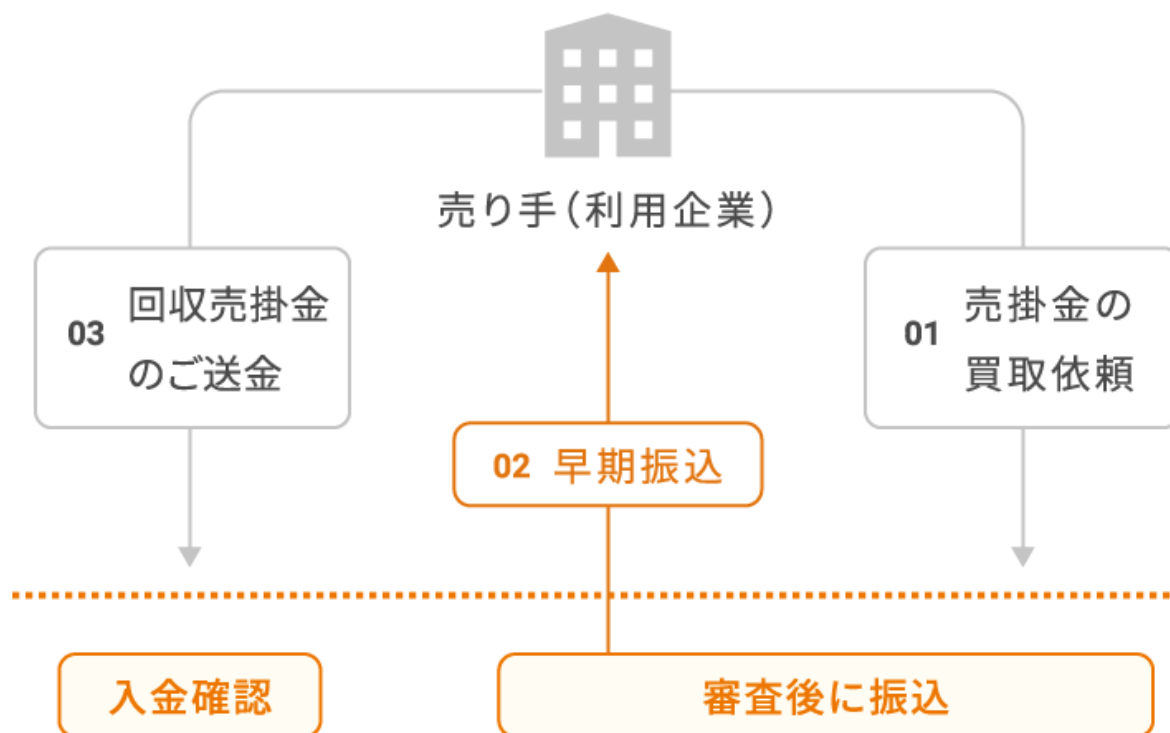 売り手（利用企業）
03
回収売掛金
のご送金
01
売掛金の
買取依頼
02 早期振込
入金確認
審査後に振込